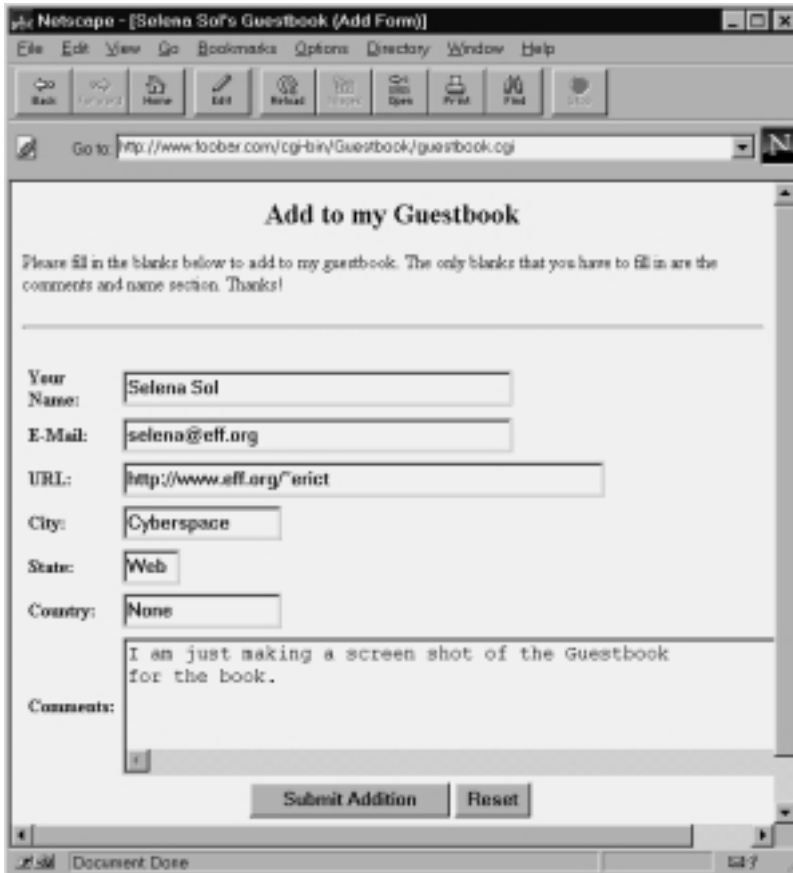 Netscape - [Selena Sol's Guestbook (Add Form)]
File Edit View Go Bookmarks Options Directory Window Help
Back Forward Home Edit Reload Images Open Print Find Stop
Go to: http://www.foober.com/cgi-bin/Guestbook/guestbook.cgi
N
Add to my Guestbook
Please fill in the blanks below to add to my guestbook. The only blanks that you have to fill in are the
comments and name section. Thanks!
Your
Name:
Selena Sol
E-Mail: selena@eff.org
URL: http://www.eff.org/~erict
City: Cyberspace
State: Web
Country: None
I am just making a screen shot of the Guestbook
for the book.
Comments:
Submit Addition Reset
Document Done